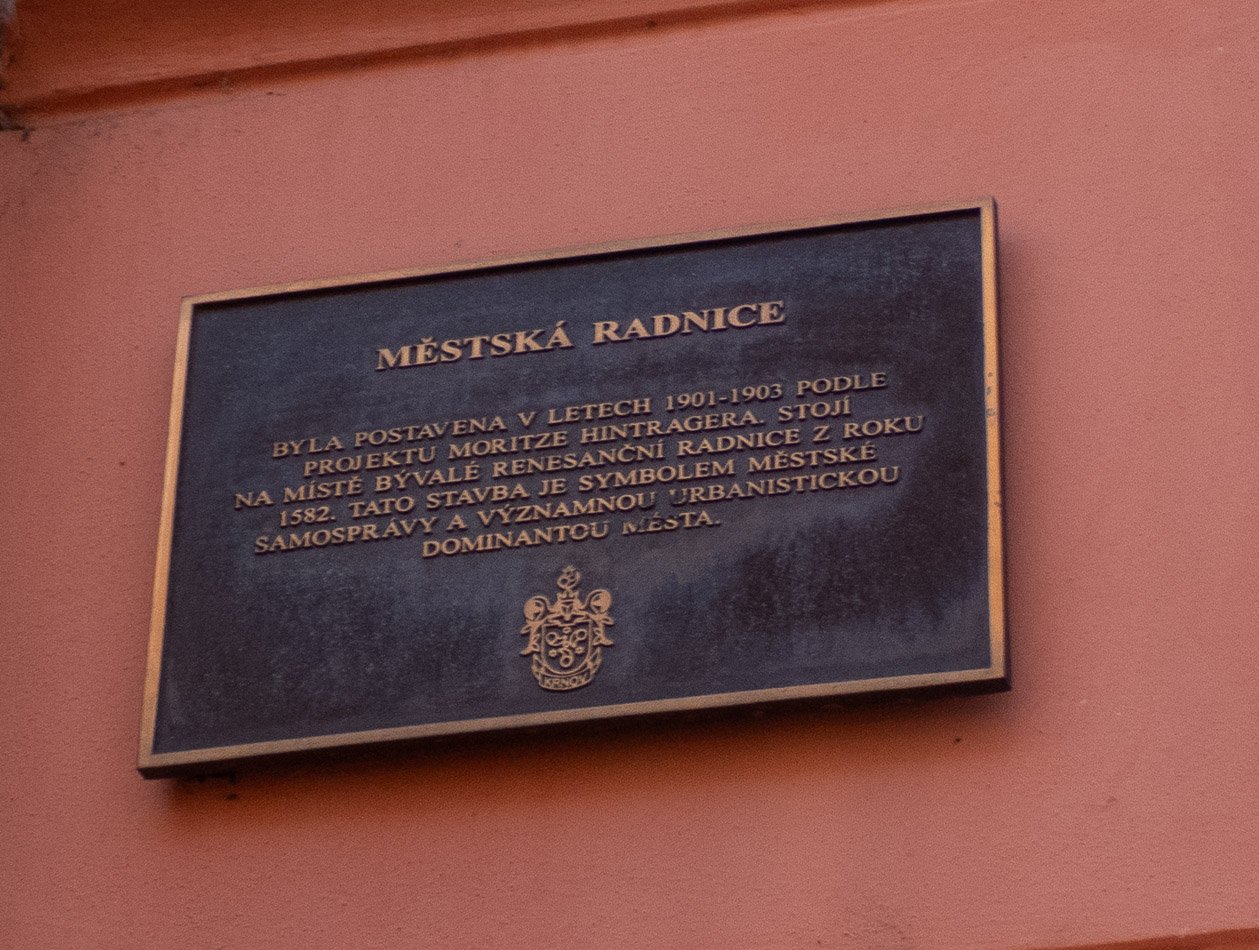 MĚSTSKÁ RADNICE
BYLA POSTAVENA V LETECH 1901-1903 PODLE
PROJEKTU MORITZE HINTRAGERA. STOJÍ
NA MÍSTĚ BÝVALÉ RENESANČNÍ RADNICE Z ROKU
1582. TATO STAVBA JE SYMBOLEM MĚSTSKÉ
SAMOSPRÁVY A VÝZNAMNOU URBANISTICKOU
DOMINANTOU MĚSTA.
KRNOV